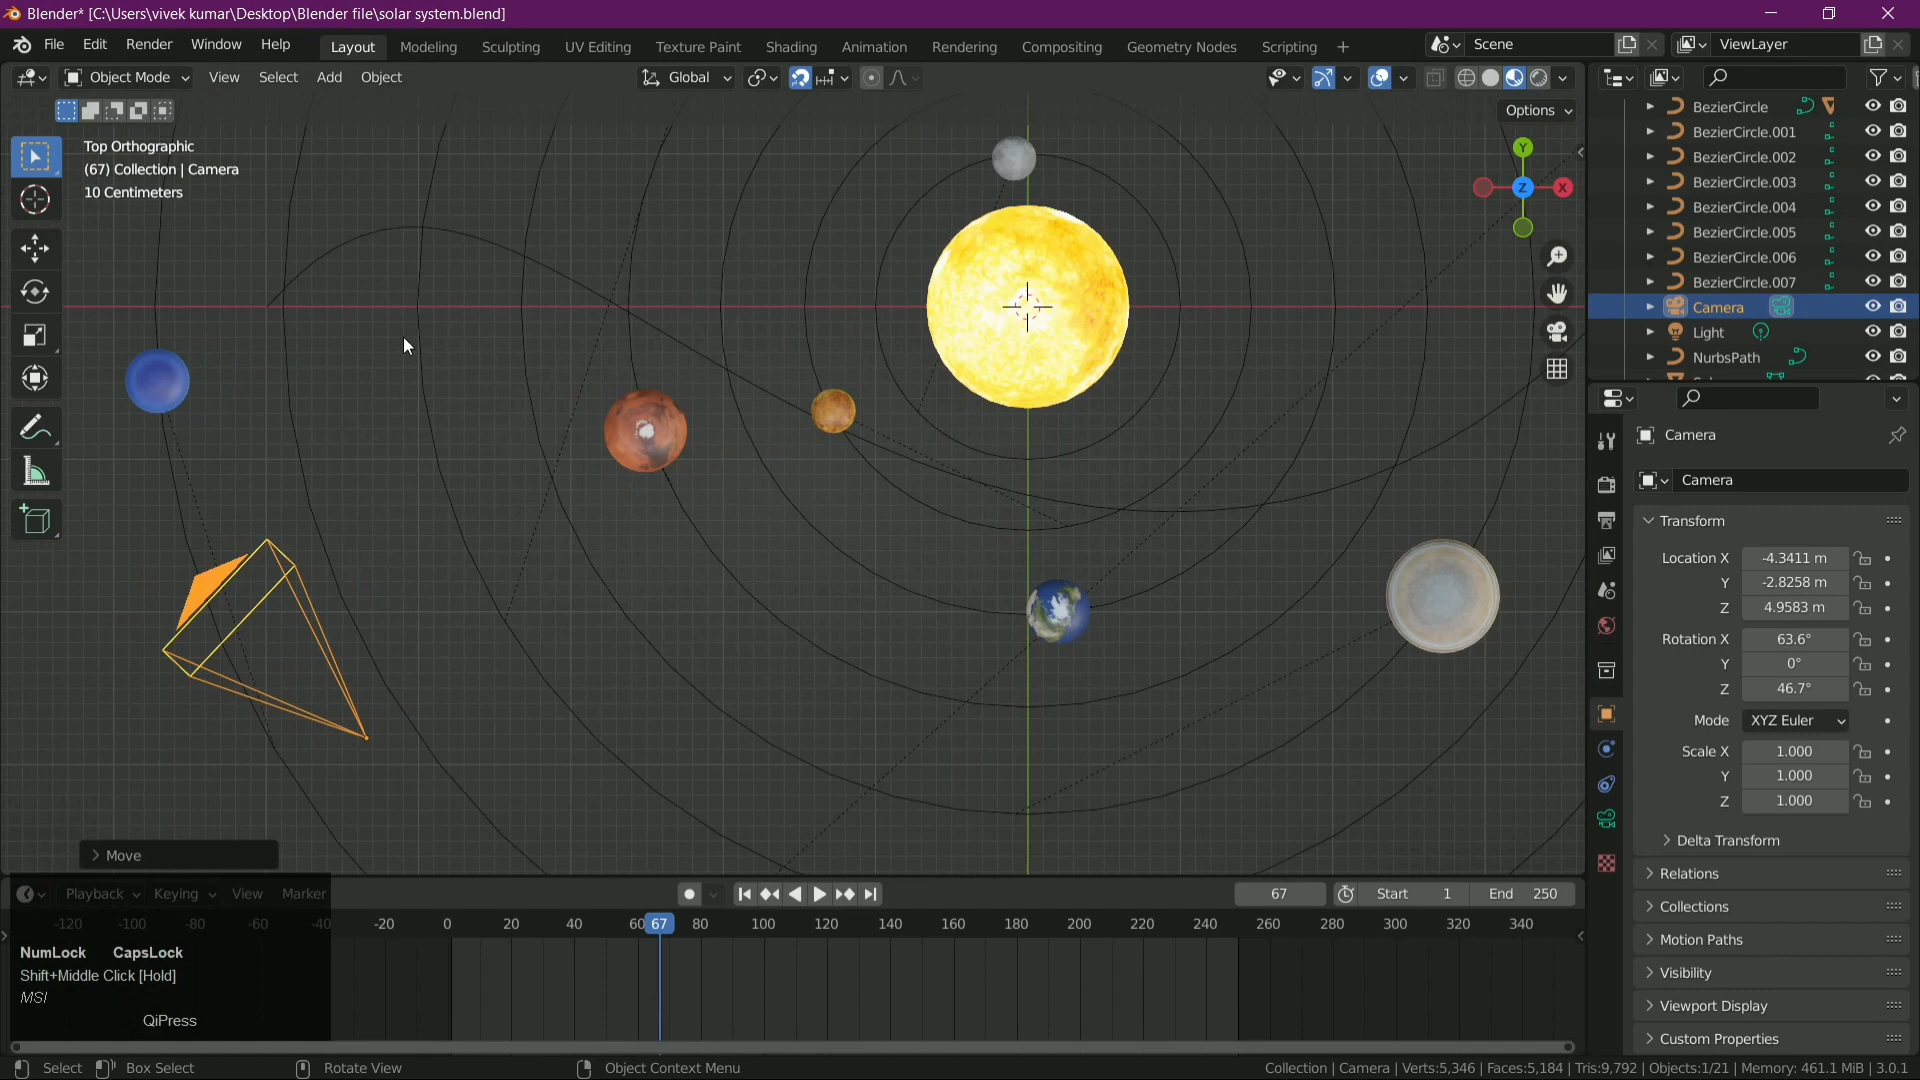 Blender* [C:\Users\vivek kumar\Desktop\Blender file\solar system.blend]
File Edit Render Window Help Layout Modeling Sculpting UV Editing Texture Paint Shading Animation Rendering Compositing Geometry Nodes Scripting + Scene ViewLayer
Object Mode View Select Add Object Global
Options
Top Orthographic
(67) Collection | Camera
10 Centimeters
Y
Z
X
BezierCircle
BezierCircle.001
BezierCircle.002
BezierCircle.003
BezierCircle.004
BezierCircle.005
BezierCircle.006
BezierCircle.007
Camera
Light
NurbsPath
Camera
Camera
Transform
Location X -4.3411 m
Y -2.8258 m
Z 4.9583 m
Rotation X 63.6°
Y 0°
Z 46.7°
Mode XYZ Euler
Scale X 1.000
Y 1.000
Z 1.000
Delta Transform
Relations
Collections
Motion Paths
Visibility
Viewport Display
Custom Properties
Move
Playback Keying View Marker 67 Start 1 End 250
-120 -100 -80 -60 -40 -20 0 20 40 60 67 80 100 120 140 160 180 200 220 240 260 280 300 320 340
NumLock CapsLock
Shift+Middle Click [Hold]
MSI
QiPress
Select Box Select Rotate View Object Context Menu Collection | Camera | Verts:5,346 | Faces:5,184 | Tris:9,792 | Objects:1/21 | Memory: 461.1 MiB | 3.0.1